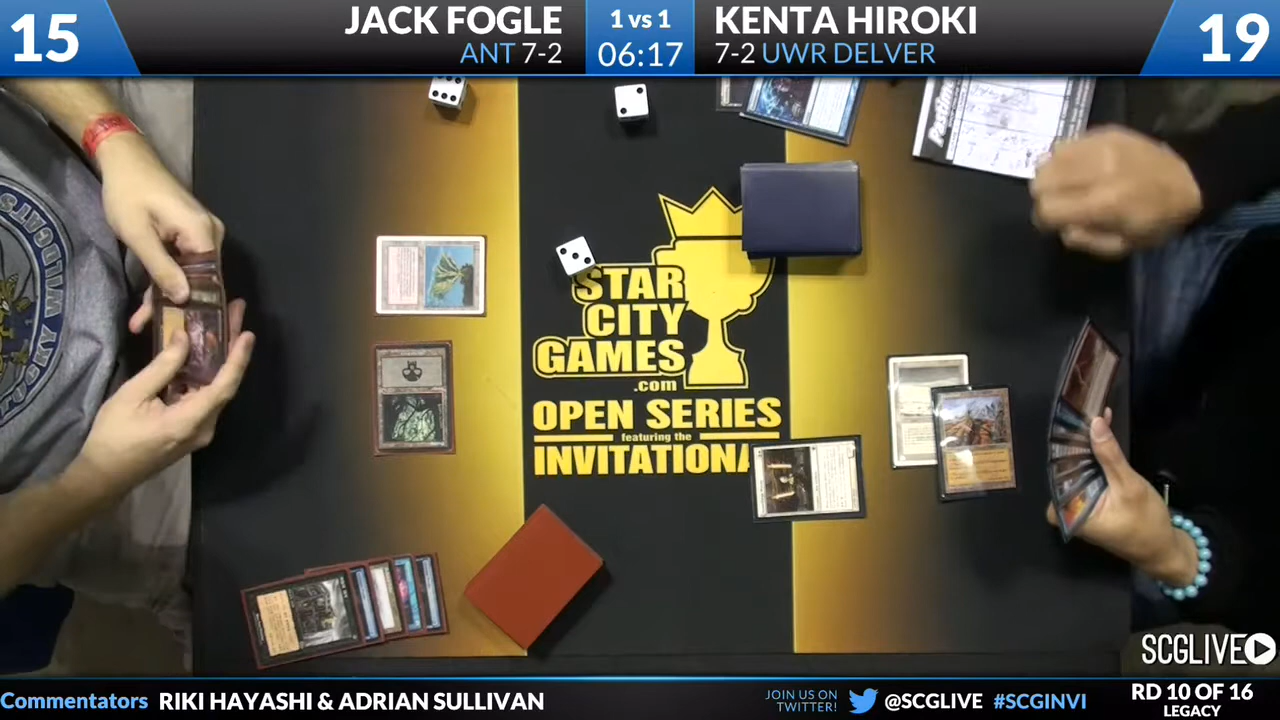 15
JACK FOGLE
ANT 7-2
1 vs 1
06:17
KENTA HIROKI
7-2 UWR DELVER
19
STAR
CITY
GAMES
.com
OPEN SERIES
featuring the
INVITATIONA
SCGLIVE
Commentators RIKI HAYASHI & ADRIAN SULLIVAN
JOIN US ON
TWITTER!
@SCGLIVE #SCGINVI
RD 10 OF 16
LEGACY